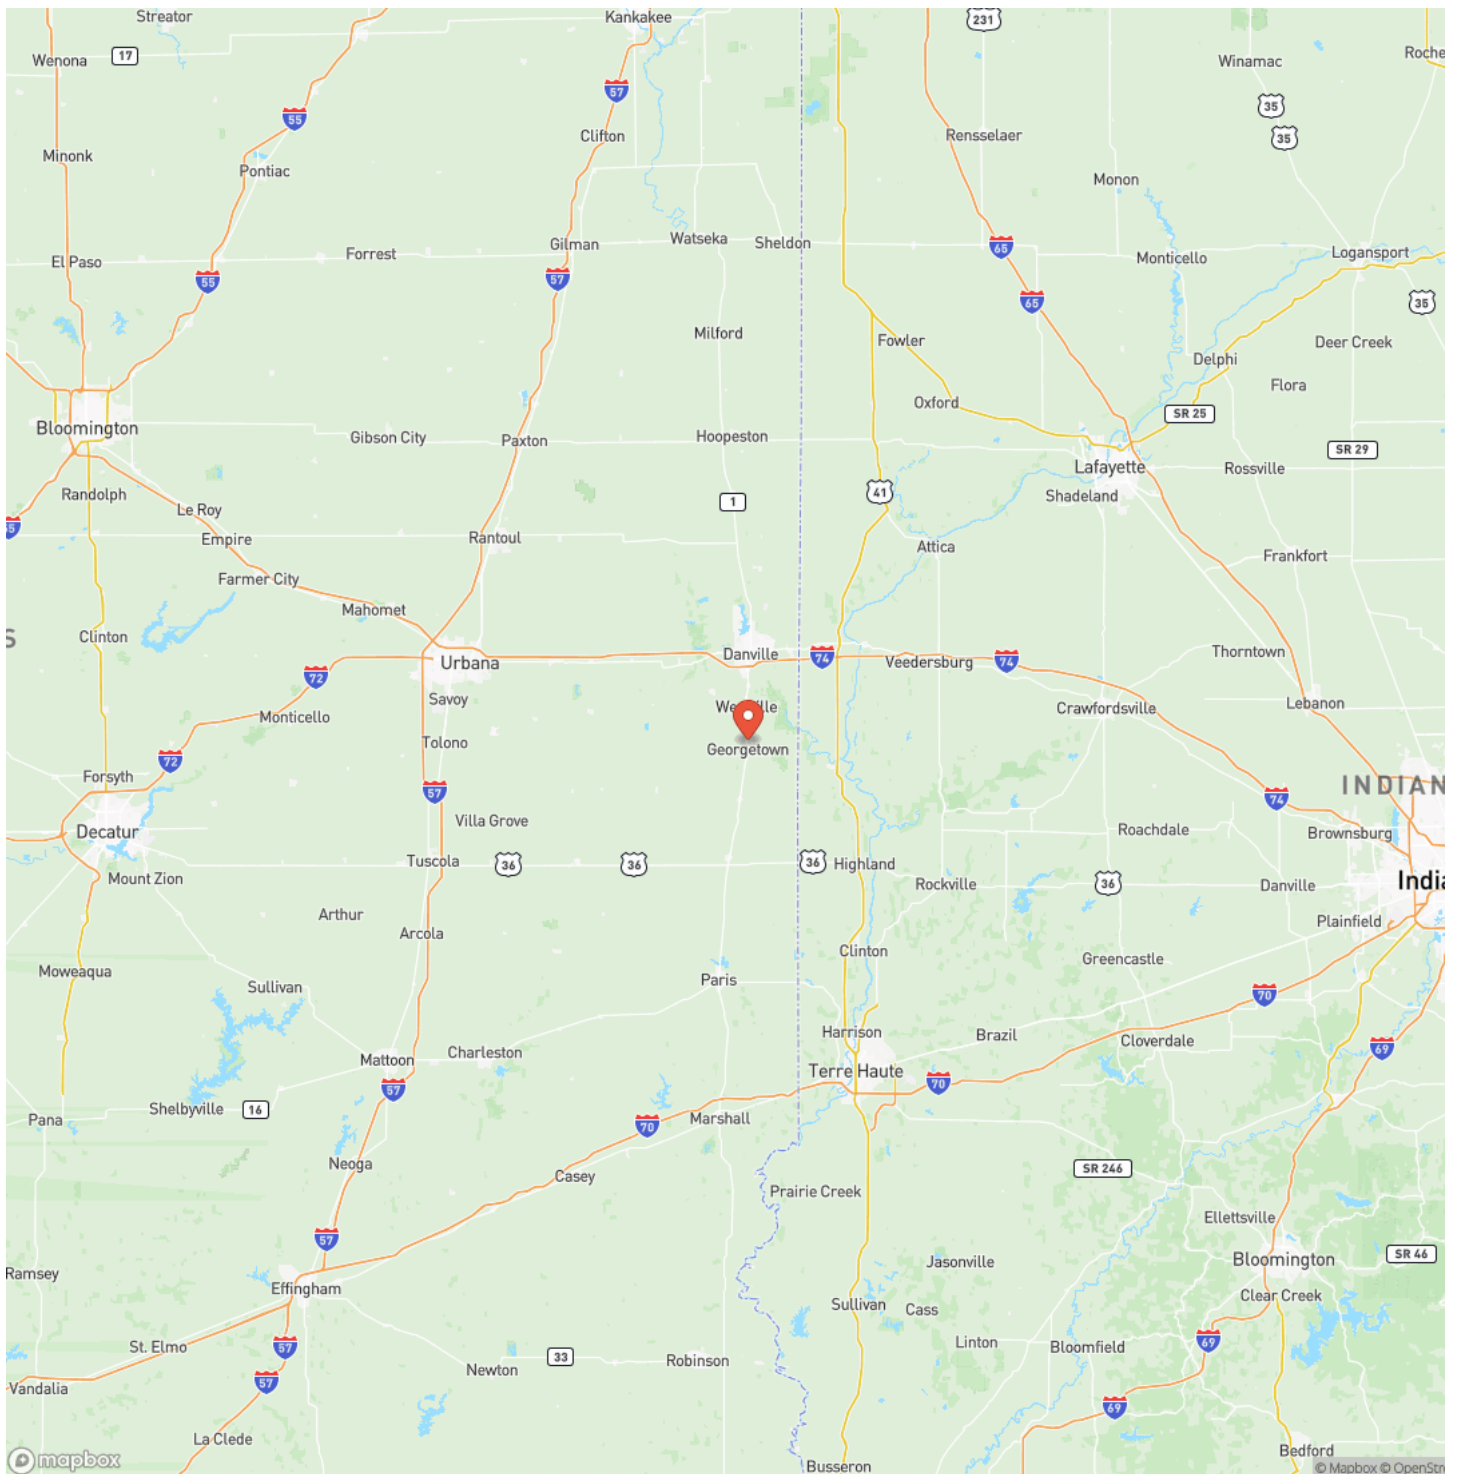 Streator
Kankakee
231
Wenona
17
Winamac
Roche
57
35
55
Clifton
Rensselaer
35
Minonk
Pontiac
Monon
Watseka
Sheldon
Gilman
65
Forrest
Logansport
El Paso
Monticello
55
57
65
35
Milford
Fowler
Deer Creek
Delphi
Flora
Oxford
SR 25
Bloomington
Gibson City
Paxton
Hoopeston
SR 29
Lafayette
Rossville
Randolph
41
Shadeland
1
Le Roy
Empire
Rantoul
Attica
Frankfort
Farmer City
Mahomet
S
Clinton
Thorntown
Danville
74
Urbana
Veedersburg
74
72
Savoy
Lebanon
Monticello
Crawfordsville
Tolono
Georgetown
72
Forsyth
INDIAN
57
74
Villa Grove
Roachdale
Decatur
Brownsburg
Tuscola
36
36
36
Highland
Mount Zion
Rockville
36
Danville
India
Arthur
Plainfield
Arcola
Clinton
Greencastle
Moweaqua
Paris
Sullivan
70
Harrison
Brazil
Cloverdale
69
Charleston
Mattoon
Terre Haute
57
70
Shelbyville
16
Pana
Marshall
70
Neoga
SR 246
Casey
Prairie Creek
Ellettsville
57
SR 46
Bloomington
Jasonville
Ramsey
Effingham
Clear Creek
Sullivan
Cass
57
69
Linton
Bloomfield
St. Elmo
33
Robinson
Newton
57
Vandalia
69
La Clede
Bedford
mapbox
Busseron
© Mapbox © OpenStre